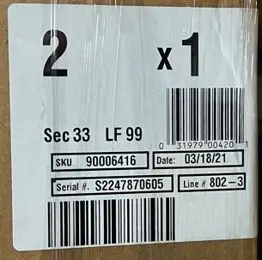 2 x 1
Sec 33 LF 99
0 31979 00420 1
SKU 90006416 Date: 03/18/21
Serial #. S2247870605 Line # 802-3